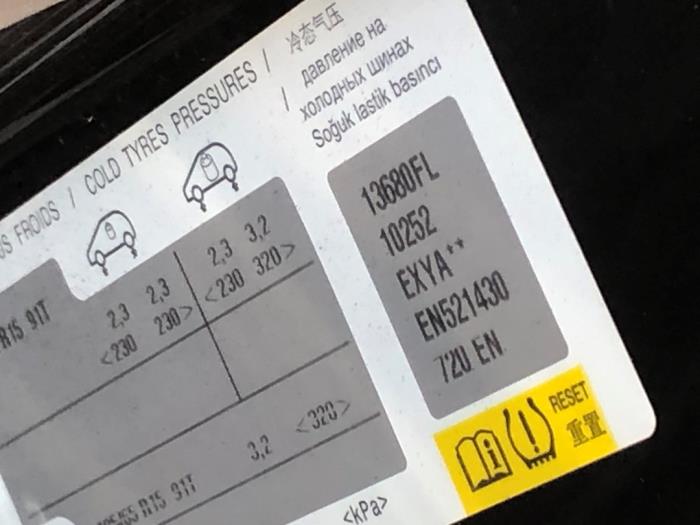 FROIDS / COLD TYRES PRESSURES / 冷态气压
/ давление на
холодных шинах
Soğuk lastik basıncı
R15 91T
2,3 2,3
<230 230>
2,3 3,2
<230 320>
3,2 <320>
R15 91T
<kPa>
13680FL
10252
EXYA**
EN521430
720 EN
RESET
重置